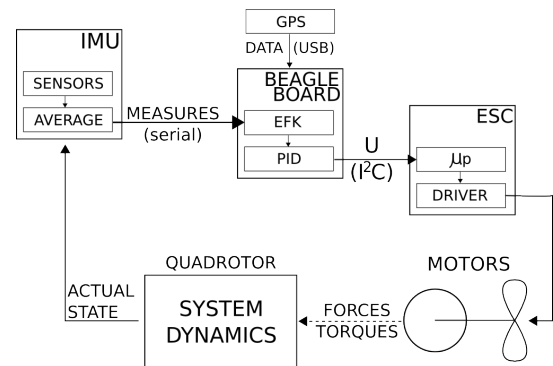 IMU
SENSORS
AVERAGE
MEASURES
(serial)
GPS
DATA (USB)
BEAGLE
BOARD
EFK
PID
U
(I²C)
ESC
μp
DRIVER
MOTORS
FORCES
TORQUES
QUADROTOR
SYSTEM
DYNAMICS
ACTUAL
STATE